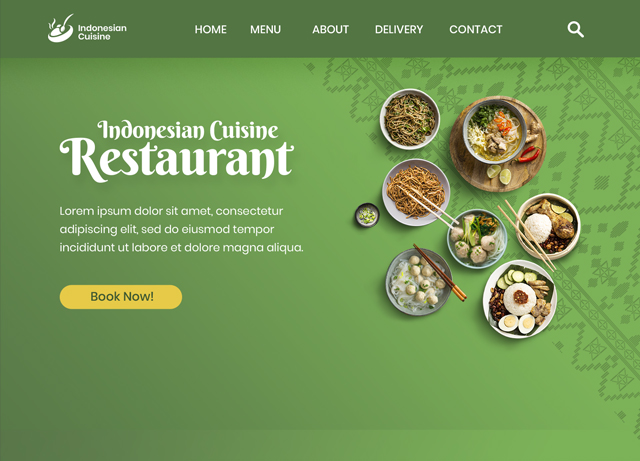 Indonesian
Cuisine
HOME MENU ABOUT DELIVERY CONTACT
Indonesian Cuisine
Restaurant
Lorem ipsum dolor sit amet, consectetur
adipiscing elit, sed do eiusmod tempor
incididunt ut labore et dolore magna aliqua.
Book Now!